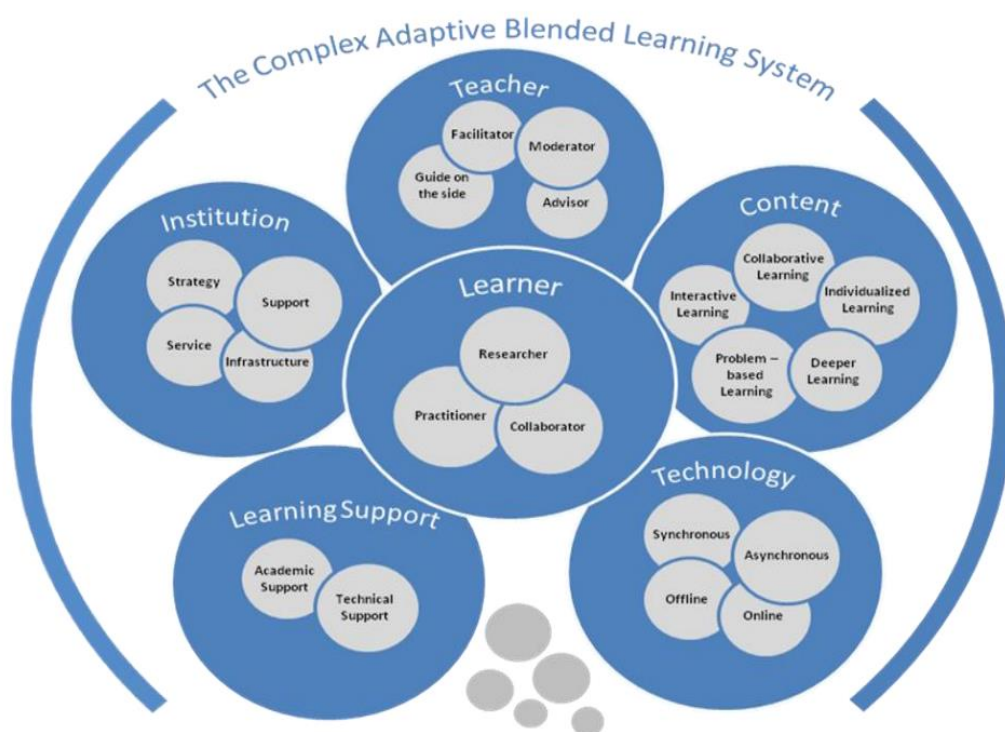 The Complex Adaptive Blended Learning System
Teacher
Facilitator
Moderator
Guide on
the side
Advisor
Institution
Strategy
Support
Service
Infrastructure
Content
Collaborative
Learning
Interactive
Learning
Individualized
Learning
Problem –
based
Learning
Deeper
Learning
Learner
Researcher
Practitioner
Collaborator
Learning Support
Academic
Support
Technical
Support
Technology
Synchronous
Asynchronous
Offline
Online